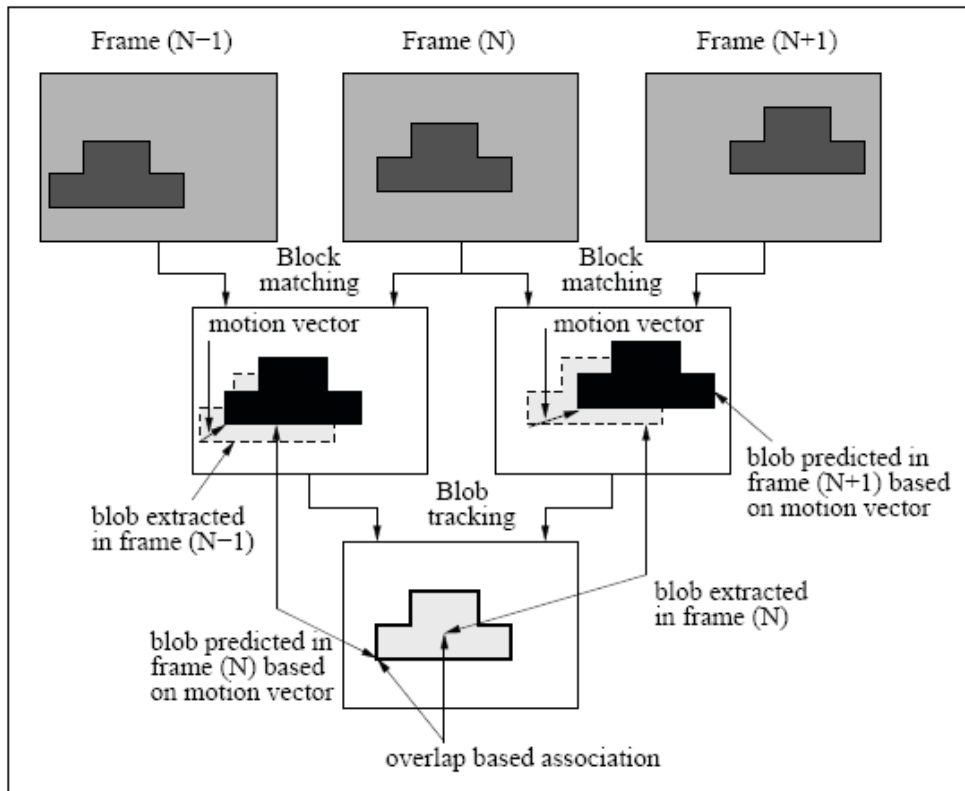 Frame (N−1)
Frame (N)
Frame (N+1)
Block
matching
Block
matching
motion vector
motion vector
blob predicted in
frame (N+1) based
on motion vector
blob extracted
in frame (N−1)
Blob
tracking
blob extracted
in frame (N)
blob predicted in
frame (N) based
on motion vector
overlap based association